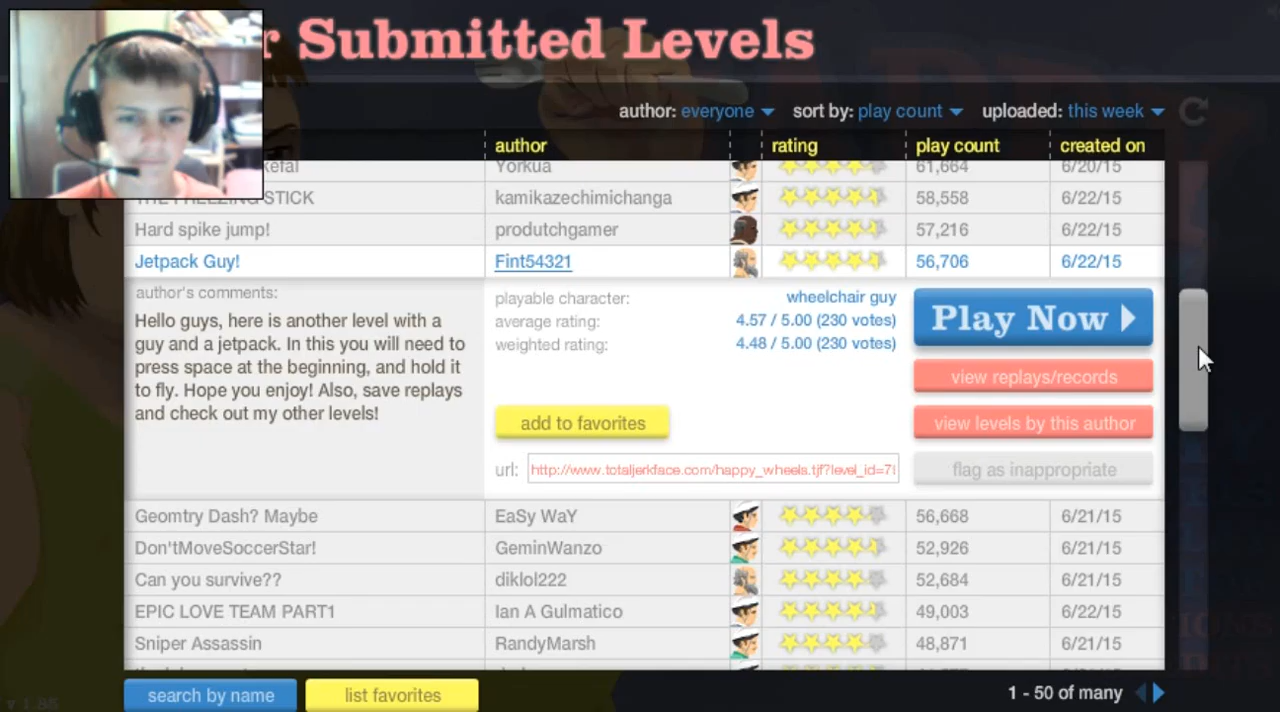 Submitted Levels
author: everyone sort by: play count uploaded: this week
author rating play count created on
Yorkua 61,664 6/20/15
THE FREEZING STICK kamikazechimichanga 58,558 6/22/15
Hard spike jump! produtchgamer 57,216 6/22/15
Jetpack Guy! Fint54321 56,706 6/22/15
author's comments:
Hello guys, here is another level with a
guy and a jetpack. In this you will need to
press space at the beginning, and hold it
to fly. Hope you enjoy! Also, save replays
and check out my other levels!
playable character: wheelchair guy
average rating: 4.57 / 5.00 (230 votes)
weighted rating: 4.48 / 5.00 (230 votes)
add to favorites
url: http://www.totaljerkface.com/happy_wheels.tjf?level_id=7
Play Now
view replays/records
view levels by this author
flag as inappropriate
Geomtry Dash? Maybe EaSy WaY 56,668 6/21/15
Don'tMoveSoccerStar! GeminWanzo 52,926 6/21/15
Can you survive?? diklol222 52,684 6/21/15
EPIC LOVE TEAM PART1 Ian A Gulmatico 49,003 6/22/15
Sniper Assassin RandyMarsh 48,871 6/21/15
search by name list favorites 1 - 50 of many